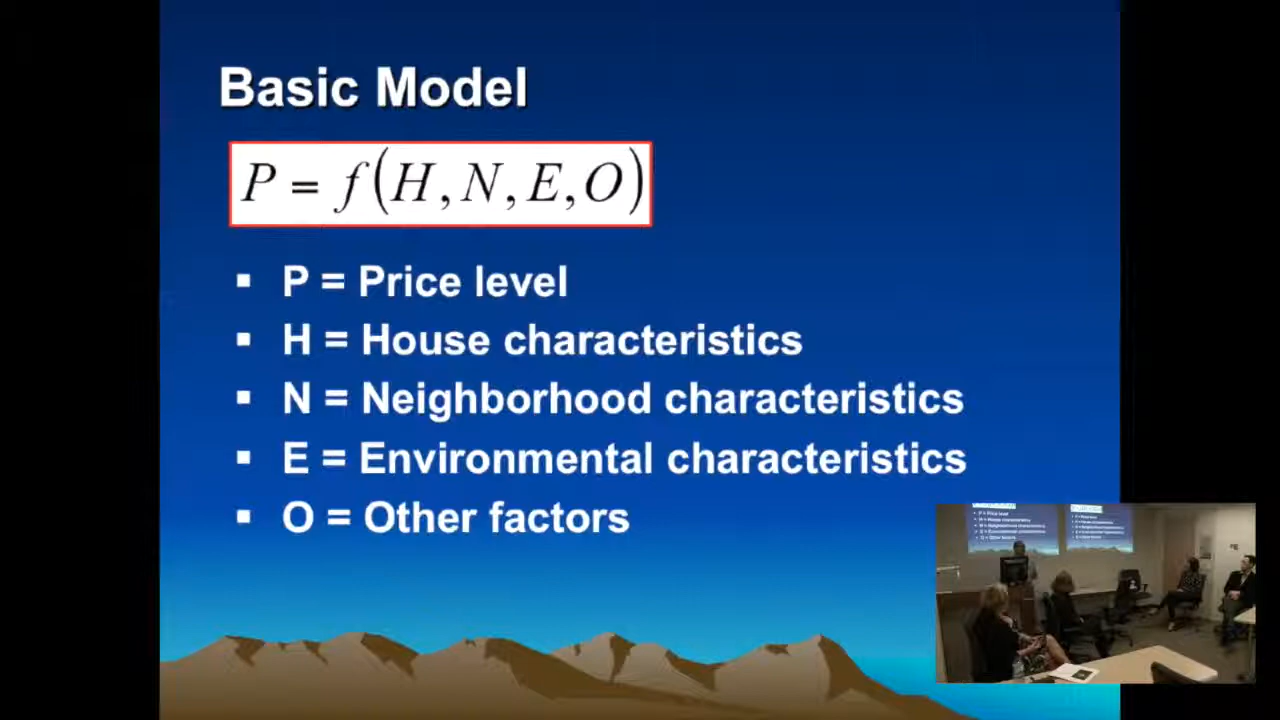 Basic Model
P = f(H, N, E, O)
▪ P = Price level
▪ H = House characteristics
▪ N = Neighborhood characteristics
▪ E = Environmental characteristics
▪ O = Other factors